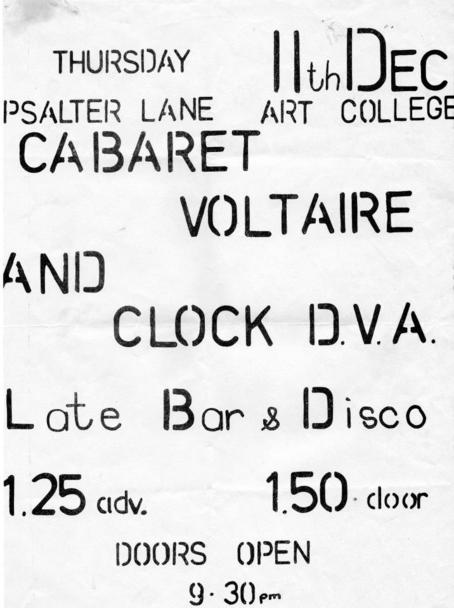 THURSDAY 11th DEC
PSALTER LANE ART COLLEGE
CABARET
VOLTAIRE
AND
CLOCK D.V.A.
Late Bar & Disco
1.25 adv. 1.50 door
DOORS OPEN
9.30pm